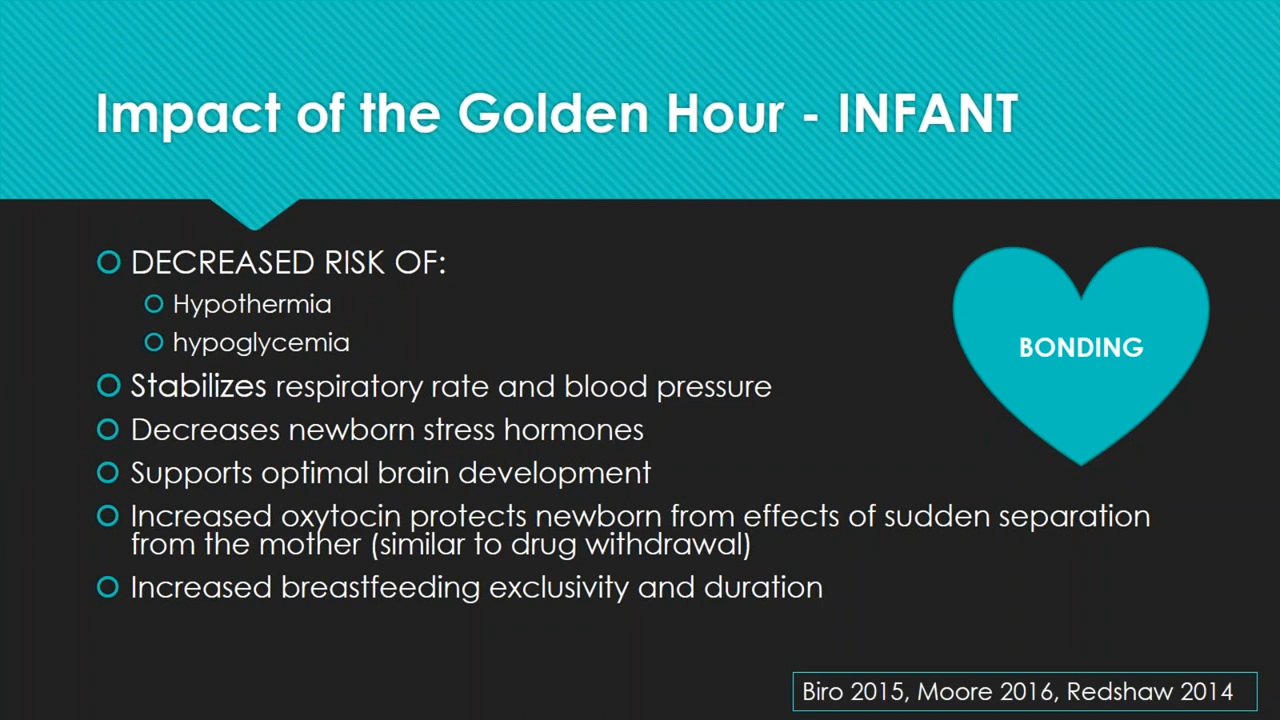 Impact of the Golden Hour - INFANT
DECREASED RISK OF:
Hypothermia
hypoglycemia
Stabilizes respiratory rate and blood pressure
Decreases newborn stress hormones
Supports optimal brain development
Increased oxytocin protects newborn from effects of sudden separation
from the mother (similar to drug withdrawal)
Increased breastfeeding exclusivity and duration
BONDING
Biro 2015, Moore 2016, Redshaw 2014